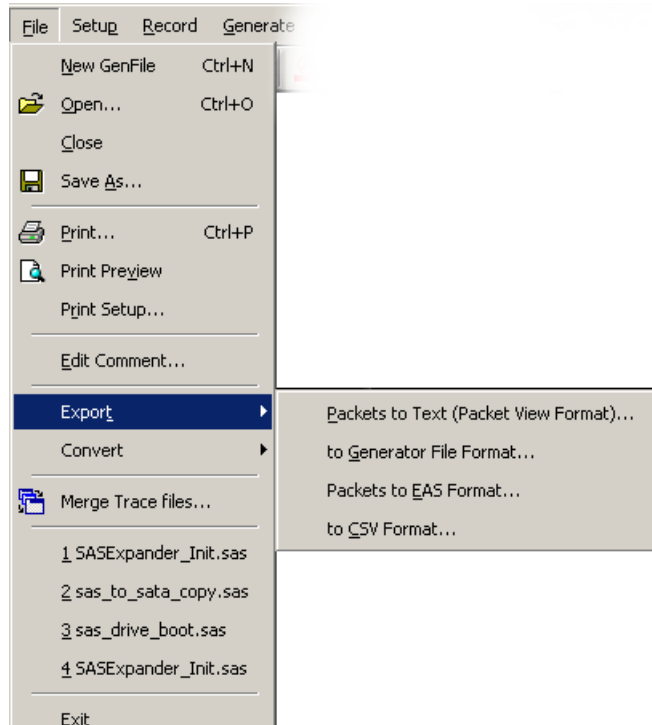 File Setup Record Generate
New GenFile Ctrl+N
Open... Ctrl+O
Close
Save As...
Print... Ctrl+P
Print Preview
Print Setup...
Edit Comment...
Export
Packets to Text (Packet View Format)...
to Generator File Format...
Packets to EAS Format...
to CSV Format...
Convert
Merge Trace files...
1 SASExpander_Init.sas
2 sas_to_sata_copy.sas
3 sas_drive_boot.sas
4 SASExpander_Init.sas
Exit